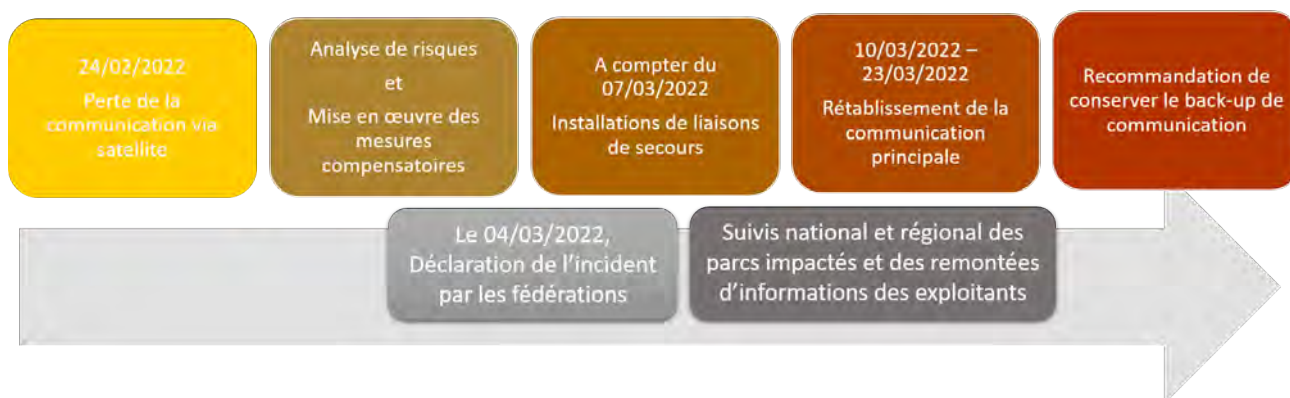 24/02/2022
Perte de la
communication via
satellite
Analyse de risques
et
Mise en œuvre des
mesures
compensatoires
A compter du
07/03/2022
Installations de liaisons
de secours
10/03/2022 –
23/03/2022
Rétablissement de la
communication
principale
Recommandation de
conserver le back-up de
communication
Le 04/03/2022,
Déclaration de l’incident
par les fédérations
Suivis national et régional des
parcs impactés et des remontées
d’informations des exploitants